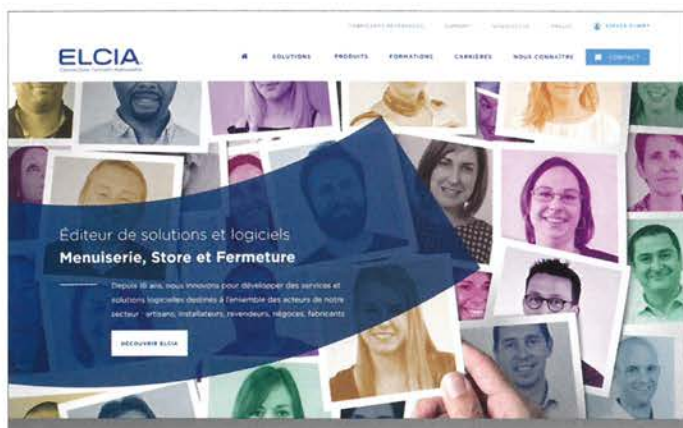 SUPPORT
ELCIA
SOLUTIONS
PRODUITS
FORMATIONS
CARRIÈRES
NOUS CONNAÎTRE
CONTACT
Éditeur de solutions et logiciels
Menuiserie, Store et Fermeture
Depuis 18 ans, nous innovons pour développer des services et
solutions logicielles destinés à l'ensemble des acteurs de notre
secteur : artisans, installateurs, revendeurs, négoces, fabricants
DÉCOUVRIR ELCIA